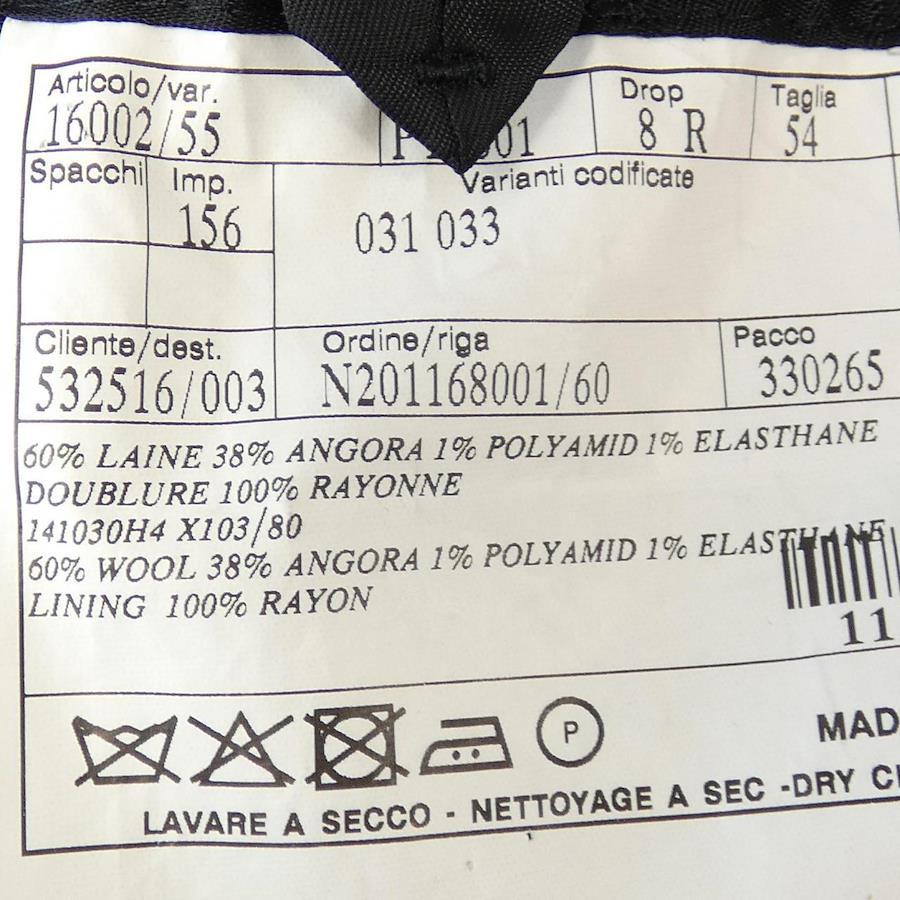 Articolo/var. Drop Taglia
16002/55 8 R 54
Spacchi Imp. Varianti codificate
156 031 033
Cliente/dest. Ordine/riga Pacco
532516/003 N201168001/60 330265
60% LAINE 38% ANGORA 1% POLYAMID 1% ELASTHANE
DOUBLURE 100% RAYONNE
141030H4 X103/80
60% WOOL 38% ANGORA 1% POLYAMID 1% ELASTHANE
LINING 100% RAYON
11
P
LAVARE A SECCO - NETTOYAGE A SEC -DRY